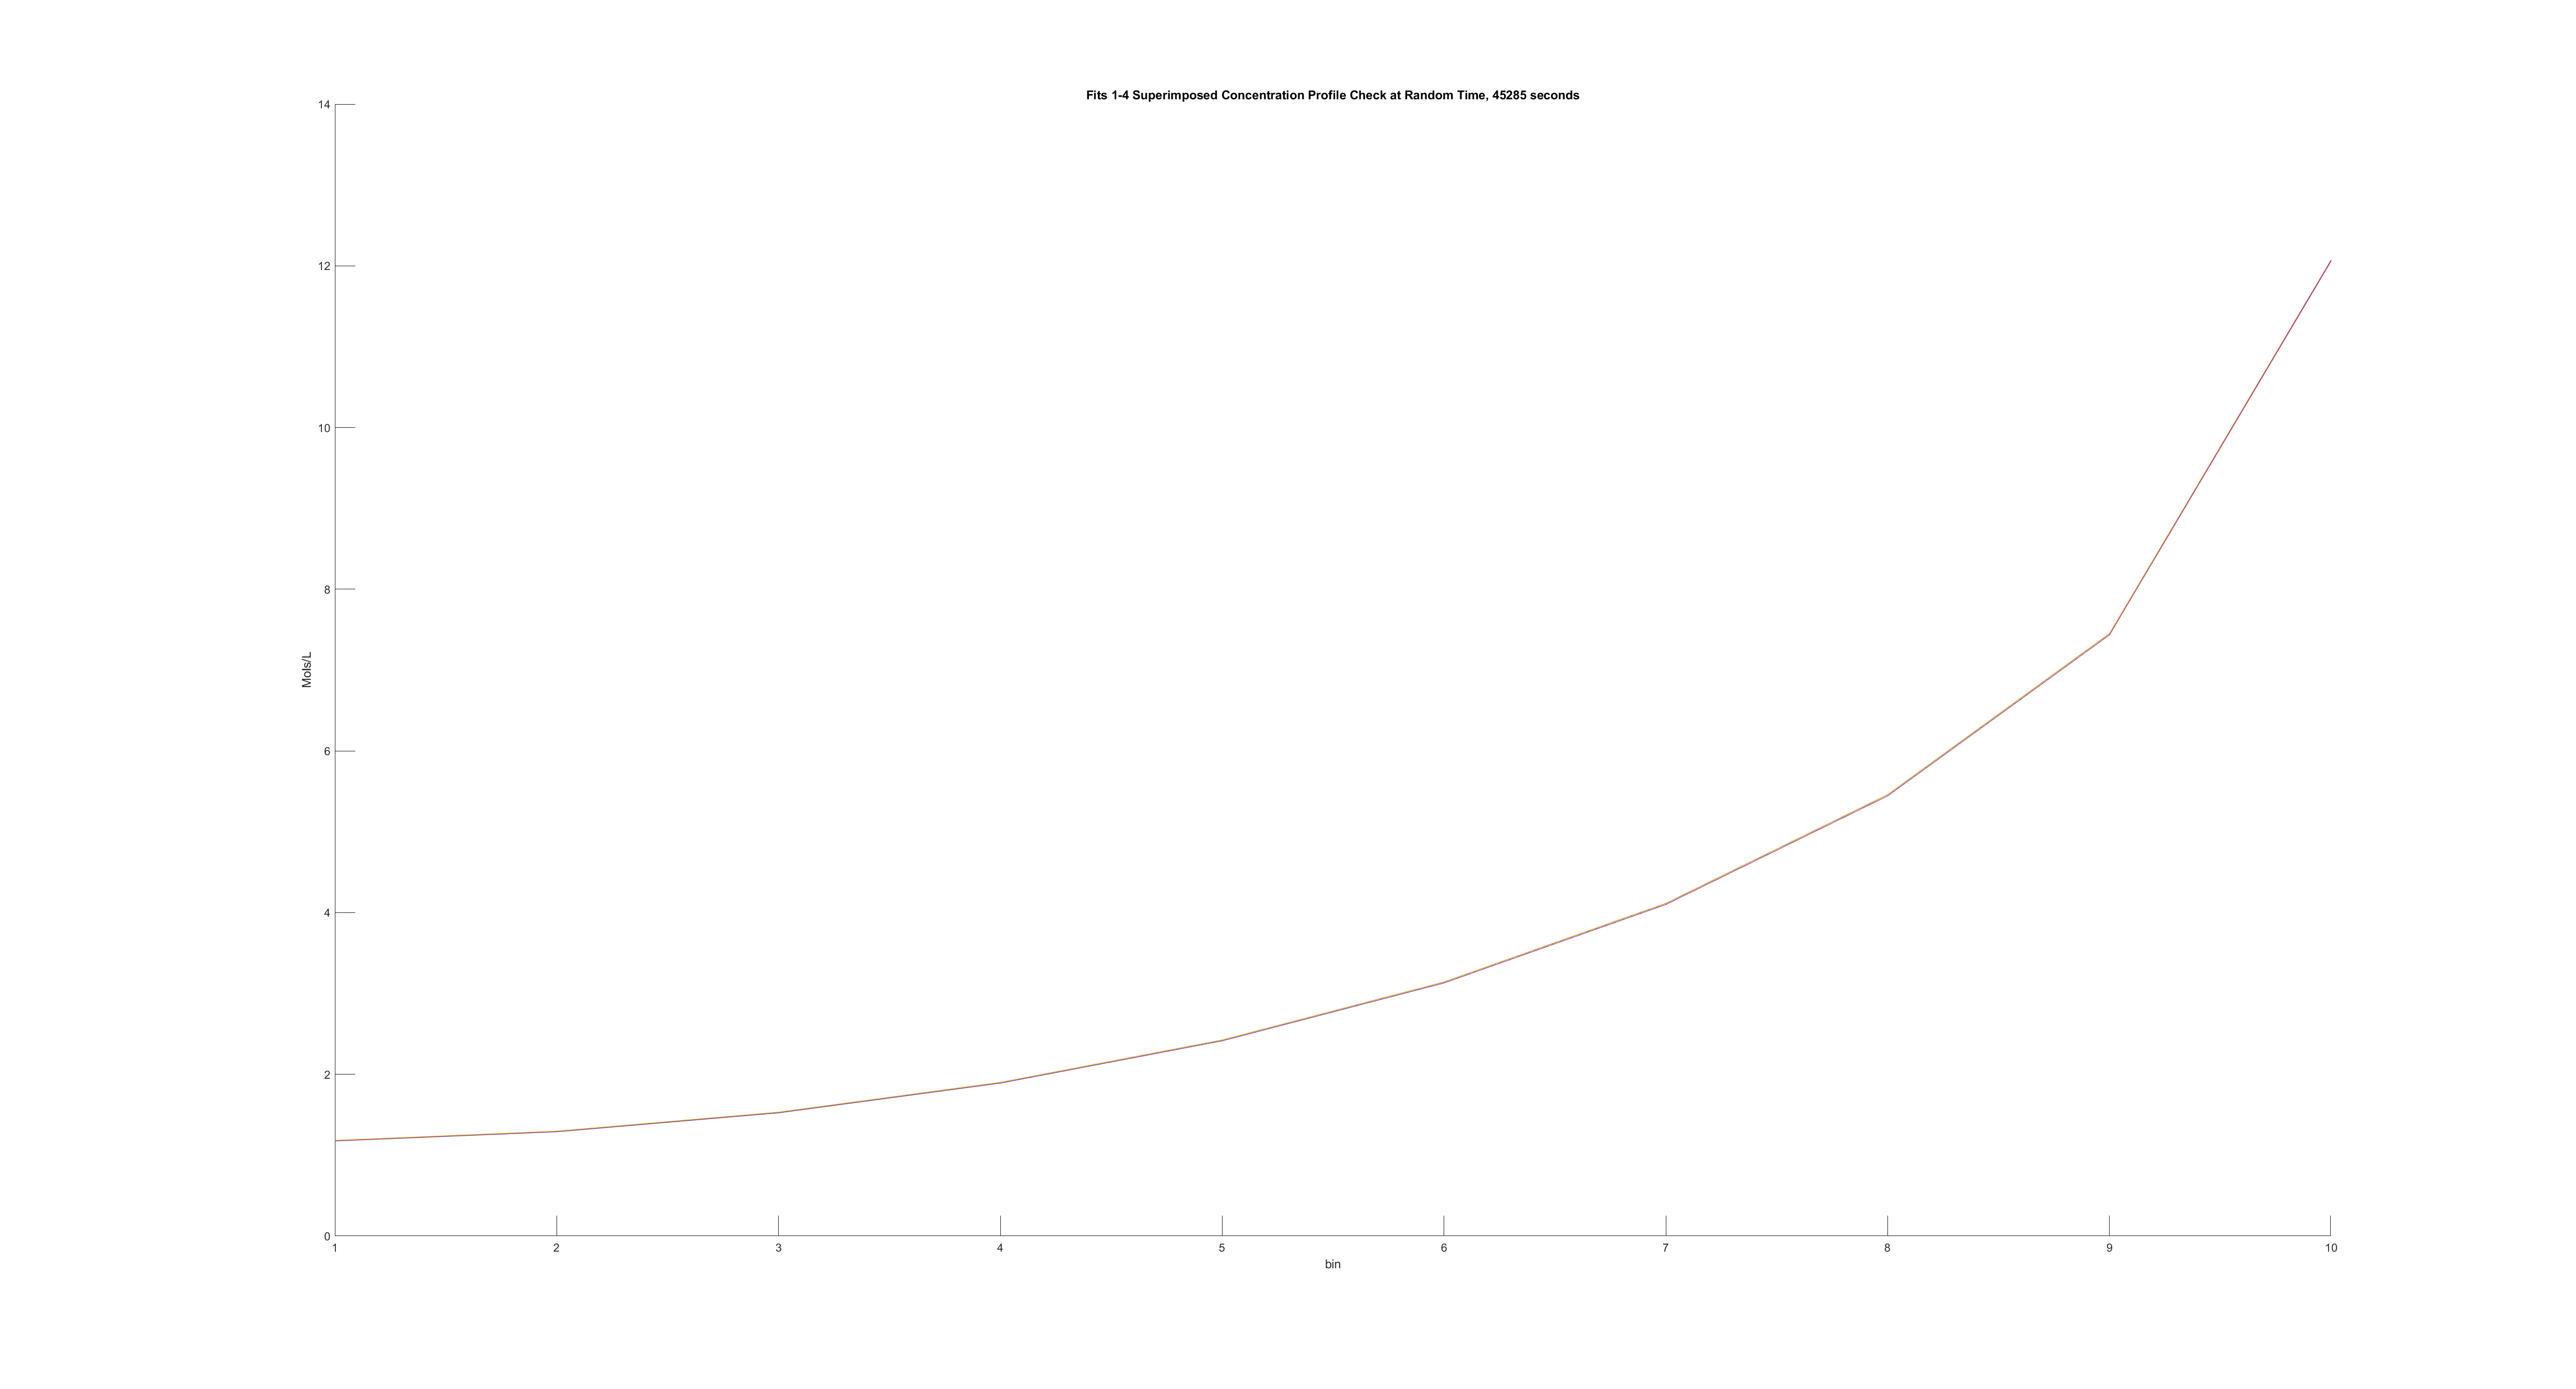 Fits 1-4 Superimposed Concentration Profile Check at Random Time, 45285 seconds
14
12
10
8
6
4
2
0
Mols/L
1 2 3 4 5 6 7 8 9 10
bin